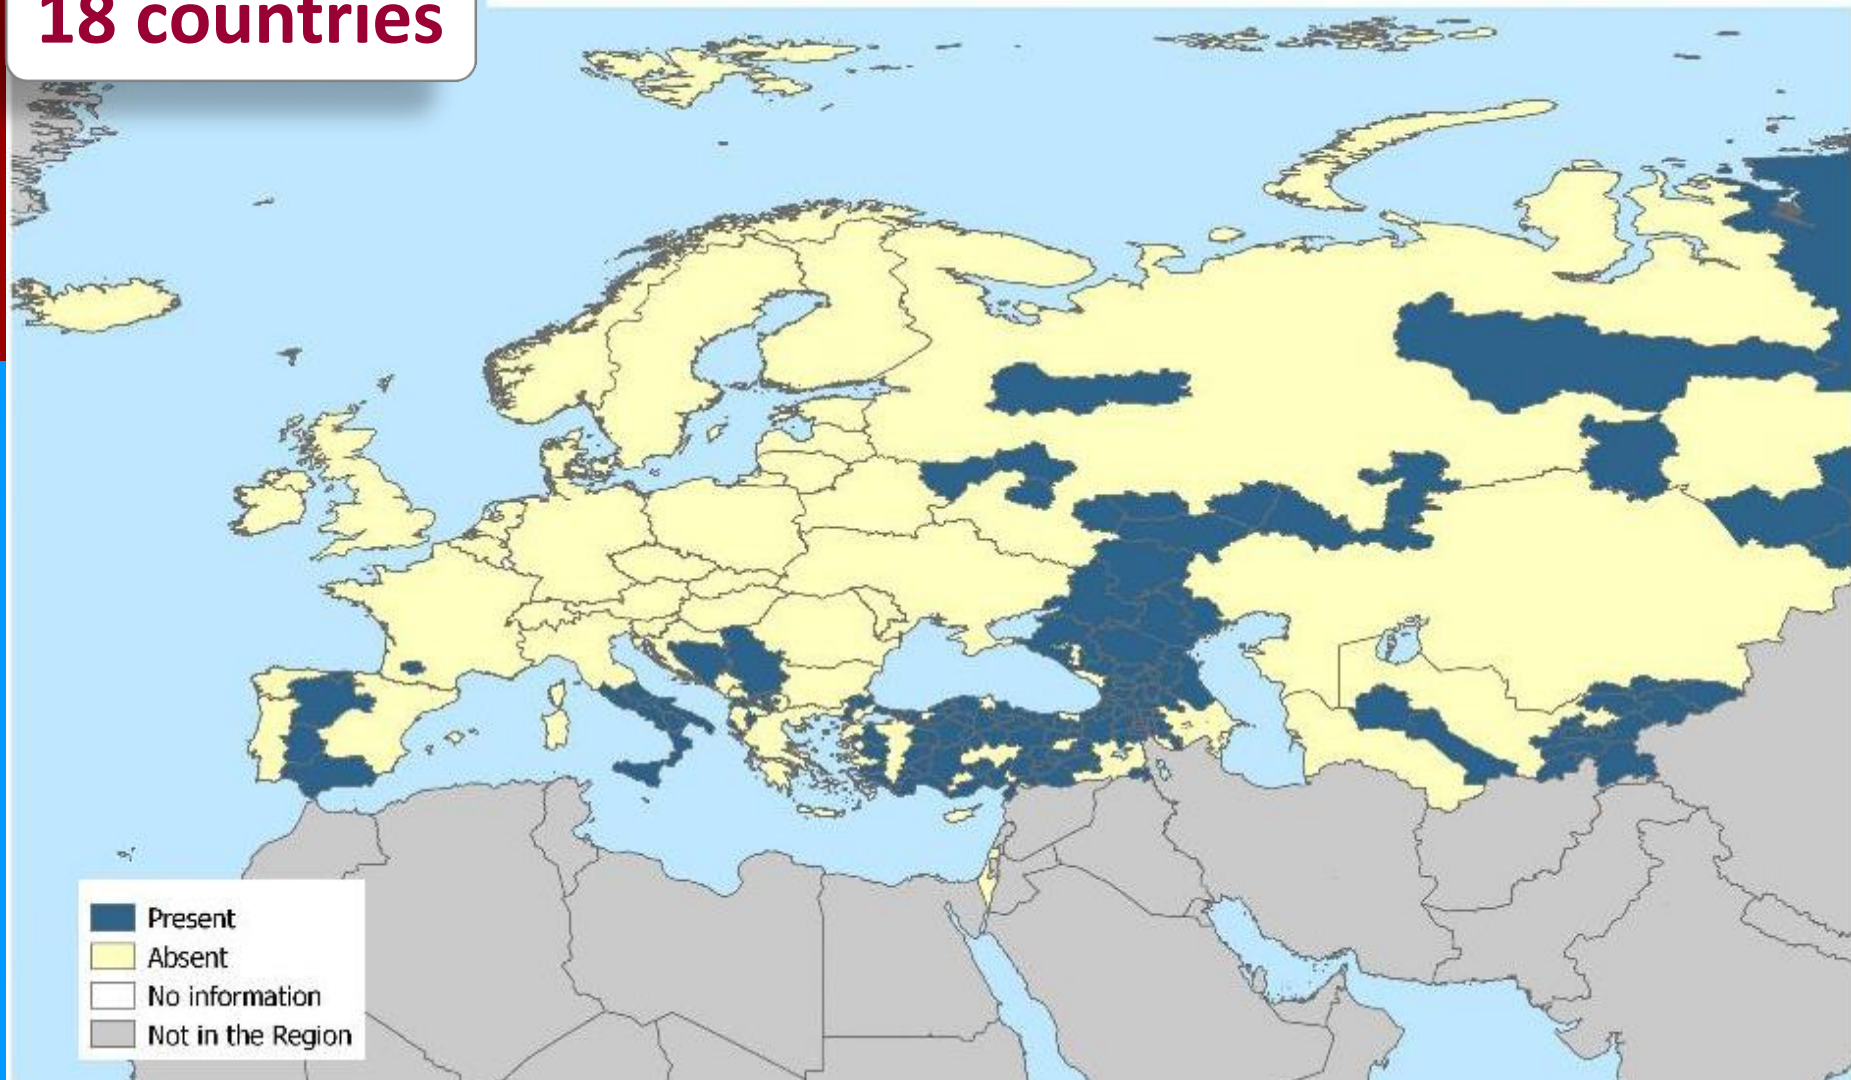 18 countries
Present
Absent
No information
Not in the Region